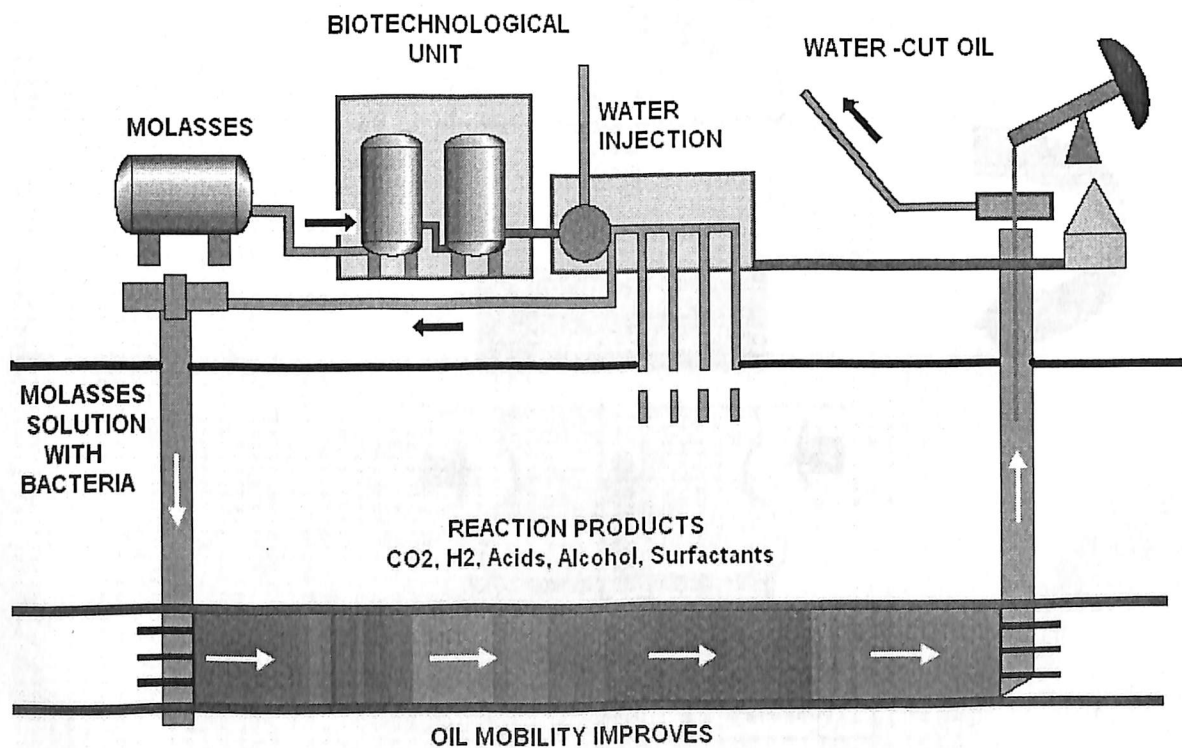 BIOTECHNOLOGICAL
UNIT
WATER -CUT OIL
MOLASSES
WATER
INJECTION
MOLASSES
SOLUTION
WITH
BACTERIA
REACTION PRODUCTS
CO2, H2, Acids, Alcohol, Surfactants
OIL MOBILITY IMPROVES